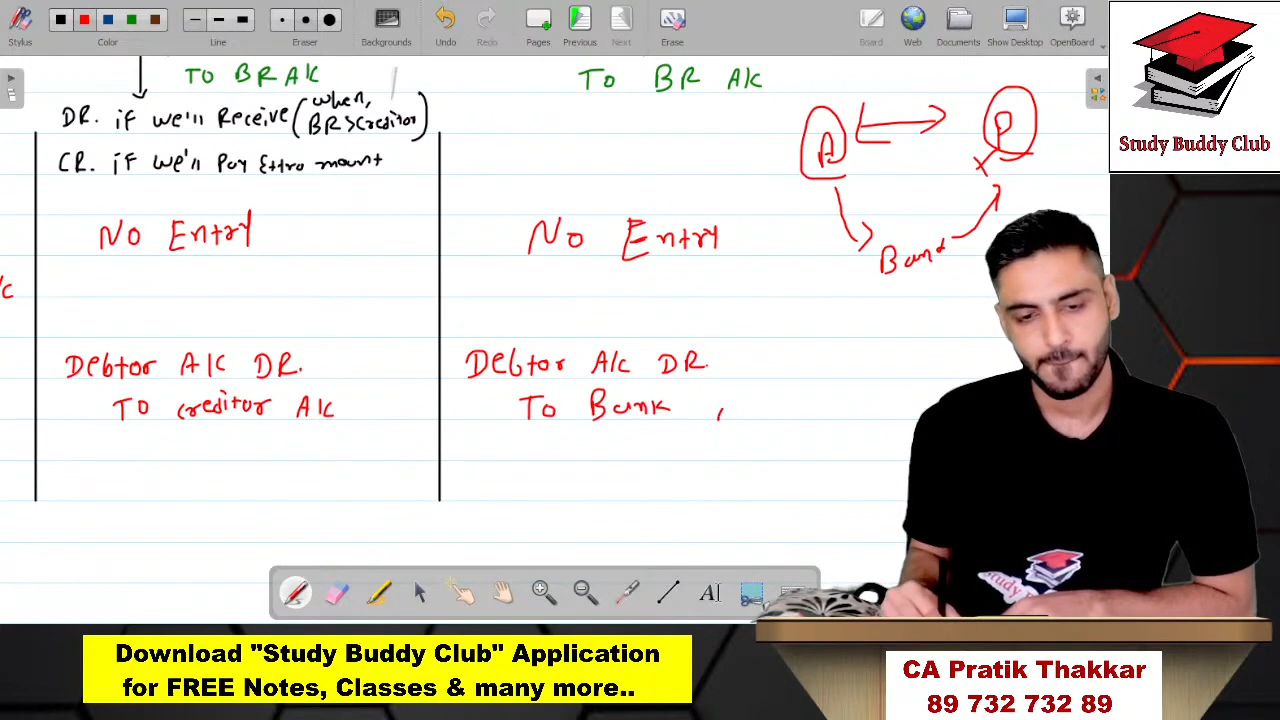 Stylus
Color
Line
Eraser
Backgrounds
Undo
Redo
Pages
Previous
Next
Erase
Board
Web
Documents
Show Desktop
OpenBoard
Study Buddy Club
TO BR A/C
DR. if we'll Receive (when, BR > Creditor)
CR. if we'll Pay Extra mount
No Entry
/c
Debtor A/C DR.
TO creditor A/C
TO BR A/C
No Entry
Debtor A/C DR.
To Bank
A
P
Bank
Download "Study Buddy Club" Application
for FREE Notes, Classes & many more..
CA Pratik Thakkar
89 732 732 89